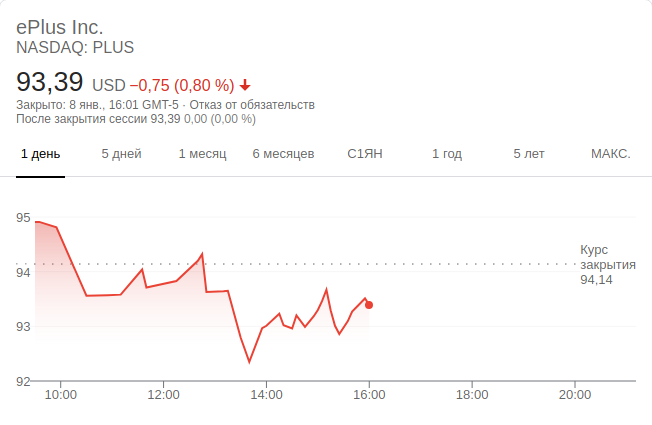 ePlus Inc.
NASDAQ: PLUS
93,39 USD −0,75 (0,80 %)
Закрыто: 8 янв., 16:01 GMT-5 · Отказ от обязательств
После закрытия сессии 93,39 0,00 (0,00 %)
1 день 5 дней 1 месяц 6 месяцев С1ЯН 1 год 5 лет МАКС.
95
Курс
закрытия
94,14
94
93
92
10:00 12:00 14:00 16:00 18:00 20:00